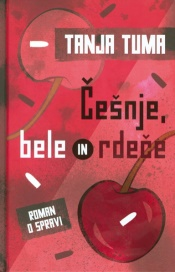 TANJA TUMA
Češnje,
bele IN rdeče
ROMAN
O SPRAVI